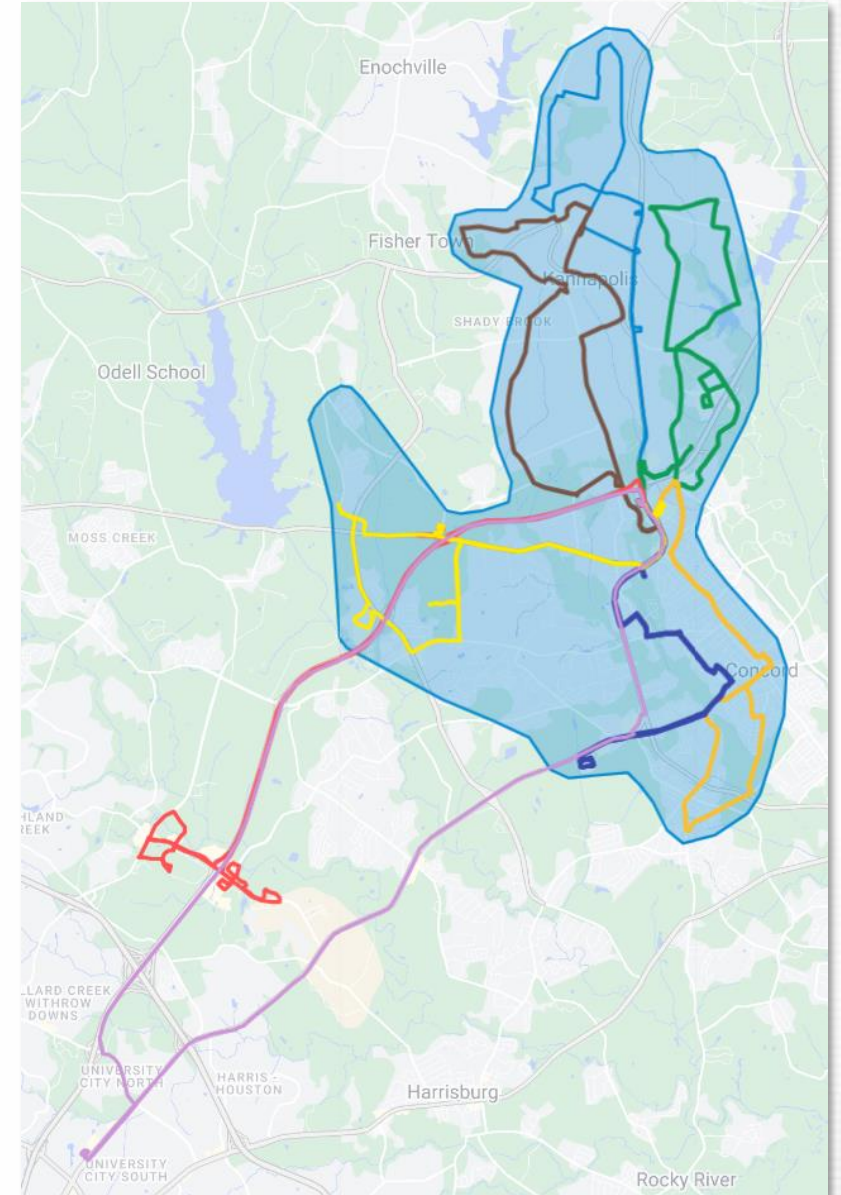 Enochville
Fisher Town
Kannapolis
SHADY BROOK
Odell School
MOSS CREEK
Concord
HLAND
REEK
LLARD CREEK
WITHROW
DOWNS
UNIVERSITY
CITY NORTH
HARRIS -
HOUSTON
Harrisburg
UNIVERSITY
CITY SOUTH
Rocky River